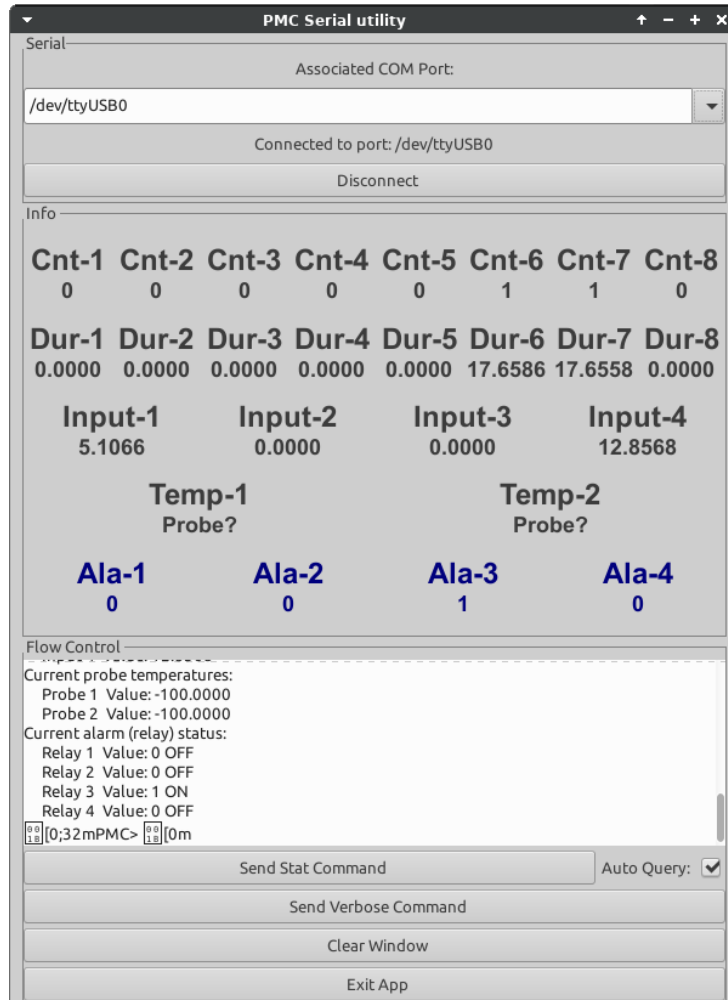 PMC Serial utility
Serial
Associated COM Port:
/dev/ttyUSB0
Connected to port: /dev/ttyUSB0
Disconnect
Info
Cnt-1 Cnt-2 Cnt-3 Cnt-4 Cnt-5 Cnt-6 Cnt-7 Cnt-8
0 0 0 0 0 1 1 0
Dur-1 Dur-2 Dur-3 Dur-4 Dur-5 Dur-6 Dur-7 Dur-8
0.0000 0.0000 0.0000 0.0000 0.0000 17.6586 17.6558 0.0000
Input-1 Input-2 Input-3 Input-4
5.1066 0.0000 0.0000 12.8568
Temp-1 Temp-2
Probe? Probe?
Ala-1 Ala-2 Ala-3 Ala-4
0 0 1 0
Flow Control
Current probe temperatures:
Probe 1 Value: -100.0000
Probe 2 Value: -100.0000
Current alarm (relay) status:
Relay 1 Value: 0 OFF
Relay 2 Value: 0 OFF
Relay 3 Value: 1 ON
Relay 4 Value: 0 OFF
[0;32mPMC> [0m
Send Stat Command Auto Query:
Send Verbose Command
Clear Window
Exit App